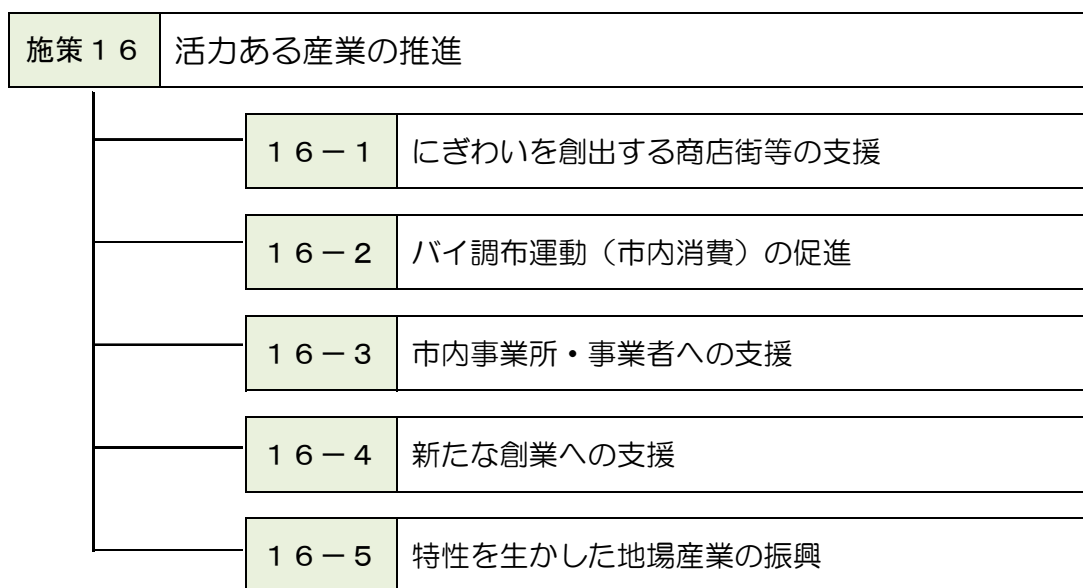 施策１６ 活力ある産業の推進
１６－１ にぎわいを創出する商店街等の支援
１６－２ バイ調布運動（市内消費）の促進
１６－３ 市内事業所・事業者への支援
１６－４ 新たな創業への支援
１６－５ 特性を生かした地場産業の振興